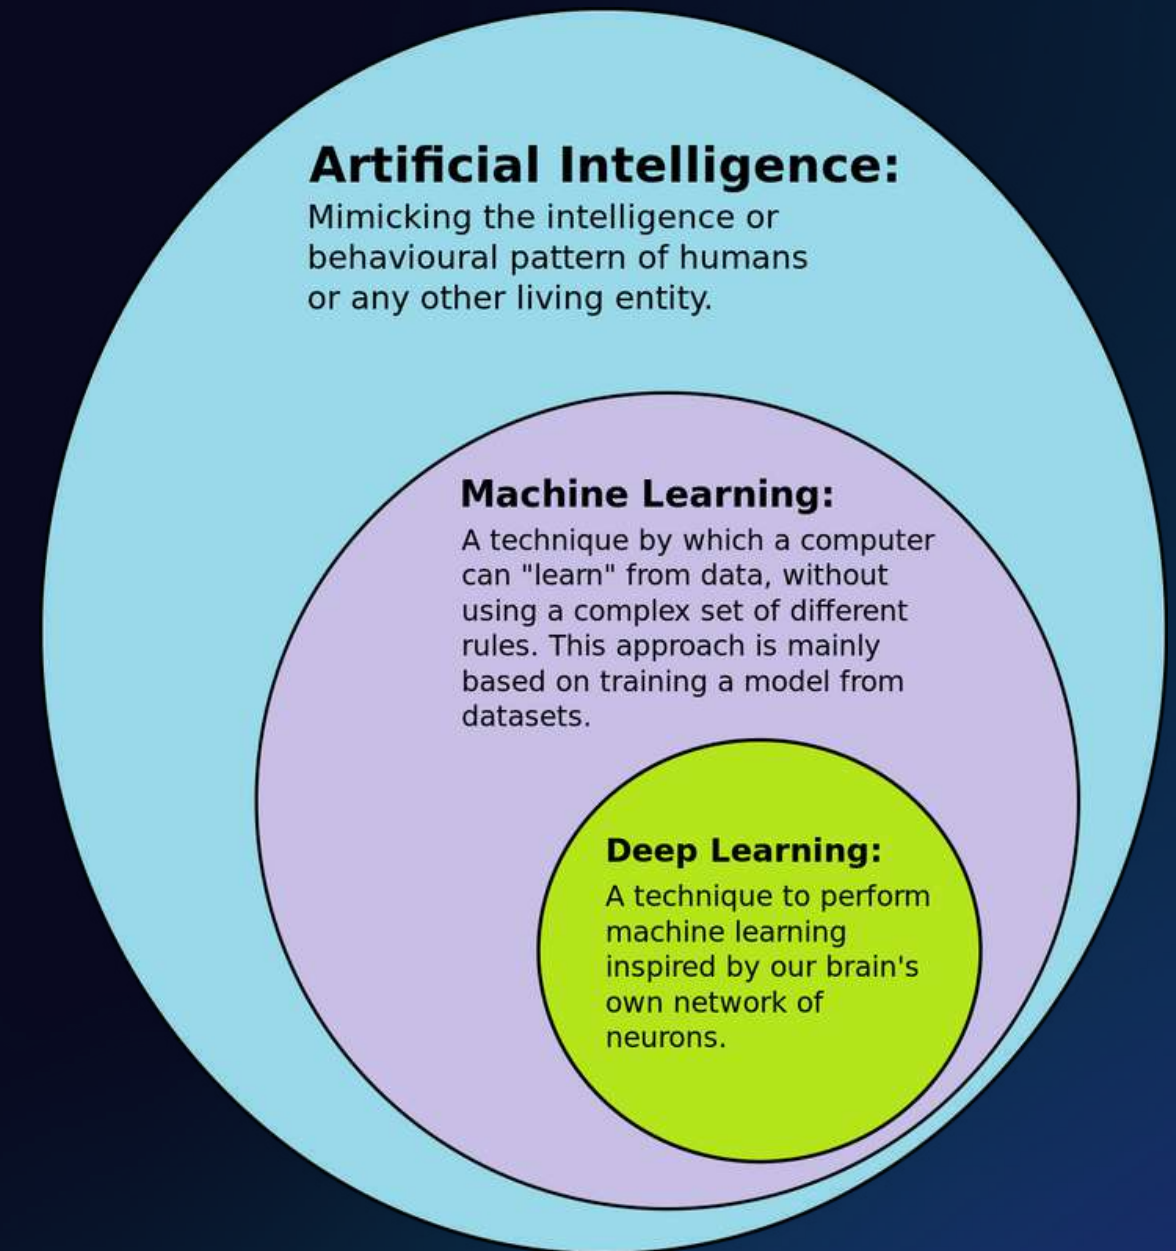 Artificial Intelligence:
Mimicking the intelligence or
behavioural pattern of humans
or any other living entity.
Machine Learning:
A technique by which a computer
can "learn" from data, without
using a complex set of different
rules. This approach is mainly
based on training a model from
datasets.
Deep Learning:
A technique to perform
machine learning
inspired by our brain's
own network of
neurons.